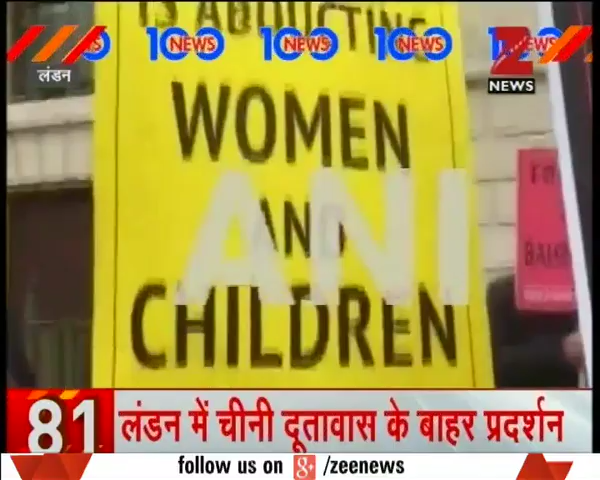 IS ABDUCTING
100 NEWS 100 NEWS 100 NEWS NEWS
लंडन
Z
NEWS
WOMEN
AND
CHILDREN
ANI
81 लंडन में चीनी दूतावास के बाहर प्रदर्शन
follow us on g+ /zeenews